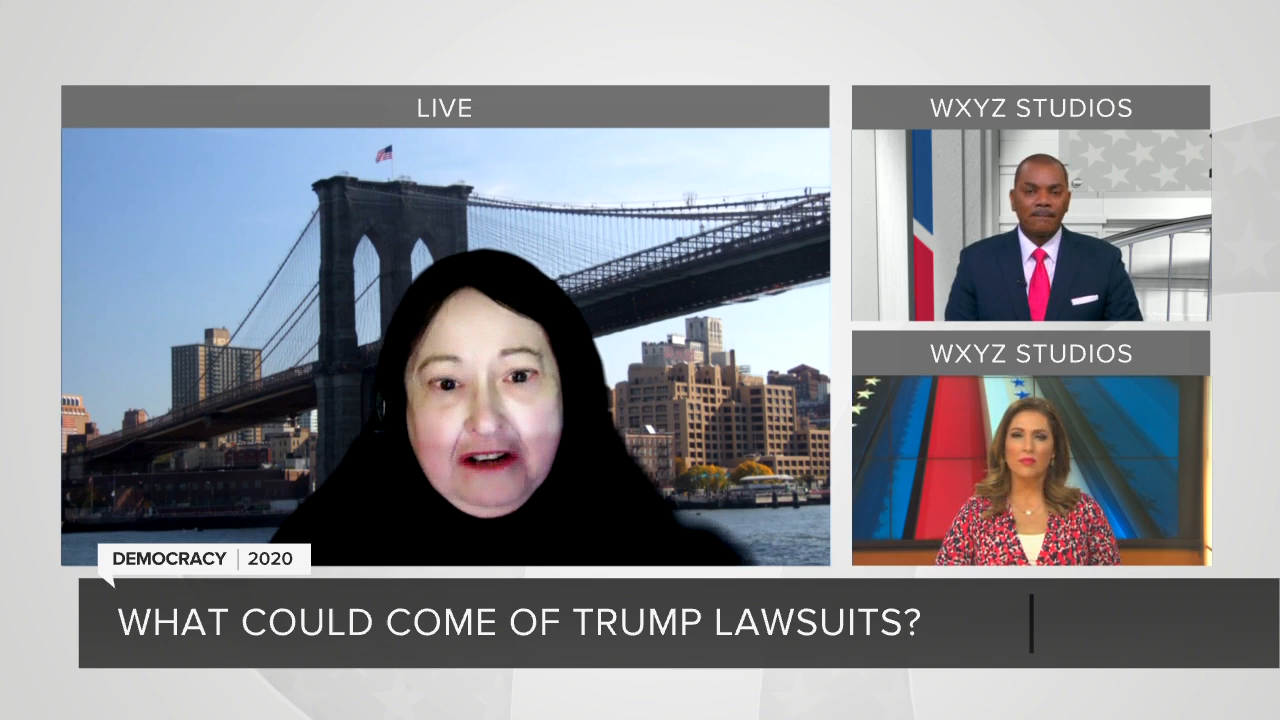 LIVE
WXYZ STUDIOS
WXYZ STUDIOS
DEMOCRACY | 2020
WHAT COULD COME OF TRUMP LAWSUITS?